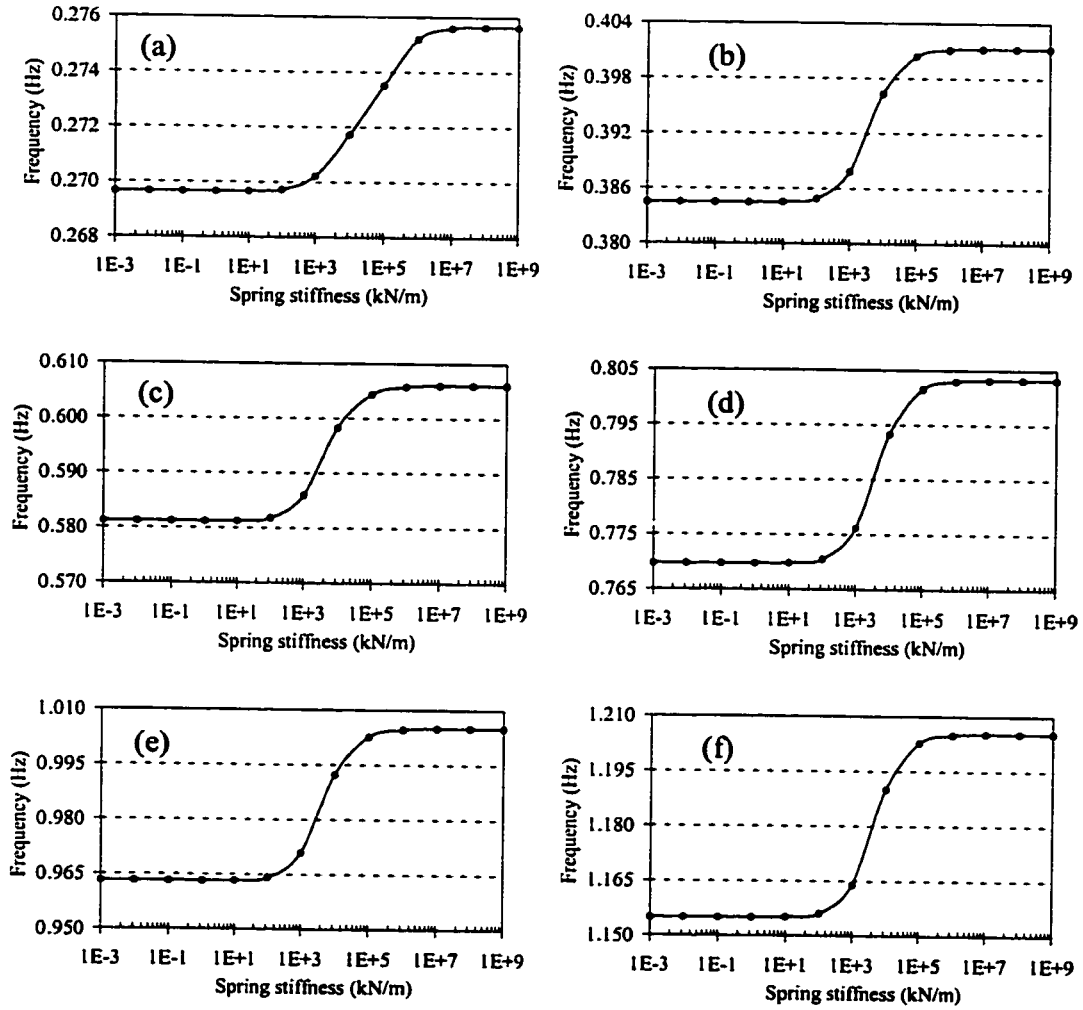 (a)
Frequency (Hz)
0.276
0.274
0.272
0.270
0.268
1E-3 1E-1 1E+1 1E+3 1E+5 1E+7 1E+9
Spring stiffness (kN/m)
(b)
Frequency (Hz)
0.404
0.398
0.392
0.386
0.380
1E-3 1E-1 1E+1 1E+3 1E+5 1E+7 1E+9
Spring stiffness (kN/m)
(c)
Frequency (Hz)
0.610
0.600
0.590
0.580
0.570
1E-3 1E-1 1E+1 1E+3 1E+5 1E+7 1E+9
Spring stiffness (kN/m)
(d)
Frequency (Hz)
0.805
0.795
0.785
0.775
0.765
1E-3 1E-1 1E+1 1E+3 1E+5 1E+7 1E+9
Spring stiffness (kN/m)
(e)
Frequency (Hz)
1.010
0.995
0.980
0.965
0.950
1E-3 1E-1 1E+1 1E+3 1E+5 1E+7 1E+9
Spring stiffness (kN/m)
(f)
Frequency (Hz)
1.210
1.195
1.180
1.165
1.150
1E-3 1E-1 1E+1 1E+3 1E+5 1E+7 1E+9
Spring stiffness (kN/m)